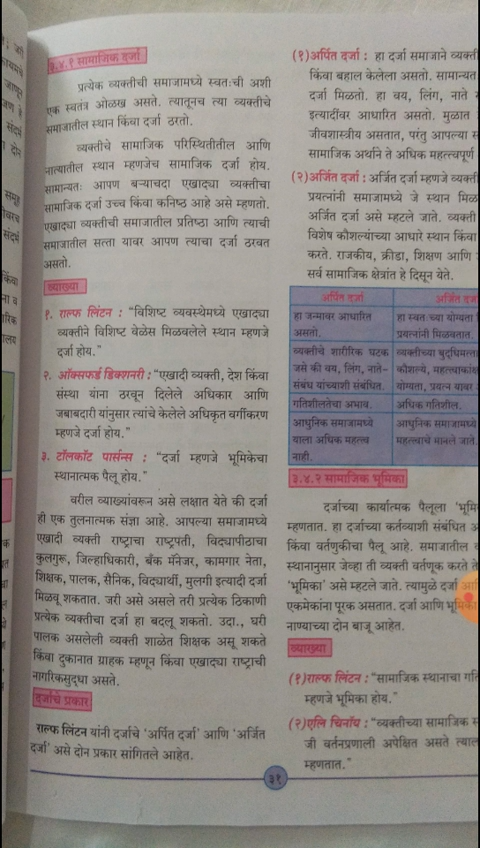 ३.४.१ सामाजिक दर्जा
प्रत्येक व्यक्तीची समाजामध्ये स्वतःची अशी
एक स्वतंत्र ओळख असते. त्यातूनच त्या व्यक्तीचे
समाजातील स्थान किंवा दर्जा ठरतो.
व्यक्तीचे सामाजिक परिस्थितीतील आणि
नात्यातील स्थान म्हणजेच सामाजिक दर्जा होय.
सामान्यतः आपण बऱ्याचदा एखाद्या व्यक्तीचा
सामाजिक दर्जा उच्च किंवा कनिष्ठ आहे असे म्हणतो.
एखाद्या व्यक्तीची समाजातील प्रतिष्ठा आणि त्याची
समाजातील सत्ता यावर आपण त्याचा दर्जा ठरवत
असतो.
व्याख्या
१. राल्फ लिंटन : “विशिष्ट व्यवस्थेमध्ये एखाद्या
व्यक्तीने विशिष्ट वेळेस मिळवलेले स्थान म्हणजे
दर्जा होय.”
२. ऑक्सफर्ड डिक्शनरी : “एखादी व्यक्ती, देश किंवा
संस्था यांना ठरवून दिलेले अधिकार आणि
जबाबदारी यांनुसार त्यांचे केलेले अधिकृत वर्गीकरण
म्हणजे दर्जा होय.”
३. टॉलकॉट पार्सन्स : “दर्जा म्हणजे भूमिकेचा
स्थानात्मक पैलू होय.”
वरील व्याख्यांवरून असे लक्षात येते की दर्जा
ही एक तुलनात्मक संज्ञा आहे. आपल्या समाजामध्ये
एखादी व्यक्ती राष्ट्राचा राष्ट्रपती, विद्यापीठाचा
कुलगुरू, जिल्हाधिकारी, बँक मॅनेजर, कामगार नेता,
शिक्षक, पालक, सैनिक, विद्यार्थी, मुलगी इत्यादी दर्जा
मिळवू शकतात. जरी असे असले तरी प्रत्येक ठिकाणी
प्रत्येक व्यक्तीचा दर्जा हा बदलू शकतो. उदा., घरी
पालक असलेली व्यक्ती शाळेत शिक्षक असू शकते
किंवा दुकानात ग्राहक म्हणून किंवा एखाद्या राष्ट्राची
नागरिकसुद्धा असते.
दर्जाचे प्रकार
राल्फ लिंटन यांनी दर्जाचे ‘अर्पित दर्जा’ आणि ‘अर्जित
दर्जा’ असे दोन प्रकार सांगितले आहेत.
(१) अर्पित दर्जा : हा दर्जा समाजाने व्यक्ती
किंवा बहाल केलेला असतो. सामान्यत
दर्जा मिळतो. हा वय, लिंग, नाते
इत्यादींवर आधारित असतो. मुळात
जीवशास्त्रीय असतात, परंतु आपल्या स
सामाजिक अर्थाने ते अधिक महत्त्वपूर्ण
(२) अर्जित दर्जा : अर्जित दर्जा म्हणजे व्यक्ती
प्रयत्नांनी समाजामध्ये जे स्थान मिळ
अर्जित दर्जा असे म्हटले जाते. व्यक्ती
विशेष कौशल्यांच्या आधारे स्थान किंवा
करते. राजकीय, क्रीडा, शिक्षण आणि
सर्व सामाजिक क्षेत्रांत हे दिसून येते.
अर्पित दर्जा अर्जित दर्जा
हा जन्मावर आधारित हा स्वतःच्या योग्यता
असतो. प्रयत्नांनी मिळवतात.
व्यक्तीचे शारीरिक घटक व्यक्तीच्या बुद्धिमत्ता
जसे की वय, लिंग, नाते- कौशल्ये, महत्त्वाकांक्षा
संबंध यांच्याशी संबंधित. योग्यता, प्रयत्न यावर
गतिशीलतेचा अभाव. अधिक गतिशील.
आधुनिक समाजामध्ये आधुनिक समाजामध्ये
याला अधिक महत्त्व महत्त्वाचे मानले जाते.
नाही.
३.४.२ सामाजिक भूमिका
दर्जाच्या कार्यात्मक पैलूला ‘भूमि
म्हणतात. हा दर्जाच्या कर्तव्याशी संबंधित अ
किंवा वर्तणुकीचा पैलू आहे. समाजातील
स्थानानुसार जेव्हा ती व्यक्ती वर्तणूक करते ते
‘भूमिका’ असे म्हटले जाते. त्यामुळे दर्जा आणि
एकमेकांना पूरक असतात. दर्जा आणि भूमिका
नाण्याच्या दोन बाजू आहेत.
व्याख्या
(१) राल्फ लिंटन : “सामाजिक स्थानाचा गति
म्हणजे भूमिका होय.”
(२) एलि चिनॉय : “व्यक्तीच्या सामाजिक स
जी वर्तनप्रणाली अपेक्षित असते त्याल
म्हणतात.”
३१